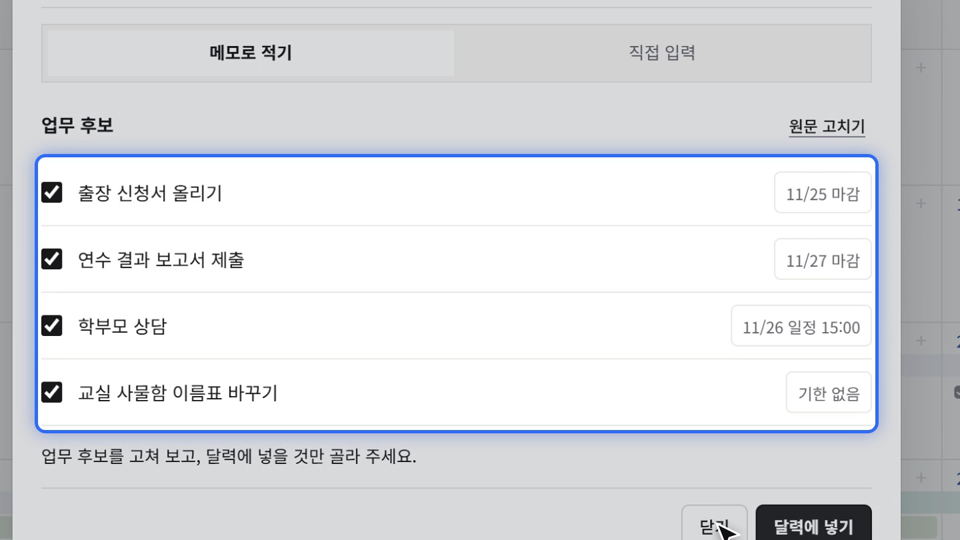 메모로 적기
직접 입력
업무 후보
원문 고치기
출장 신청서 올리기
11/25 마감
연수 결과 보고서 제출
11/27 마감
학부모 상담
11/26 일정 15:00
교실 사물함 이름표 바꾸기
기한 없음
업무 후보를 고쳐 보고, 달력에 넣을 것만 골라 주세요.
달력에 넣기